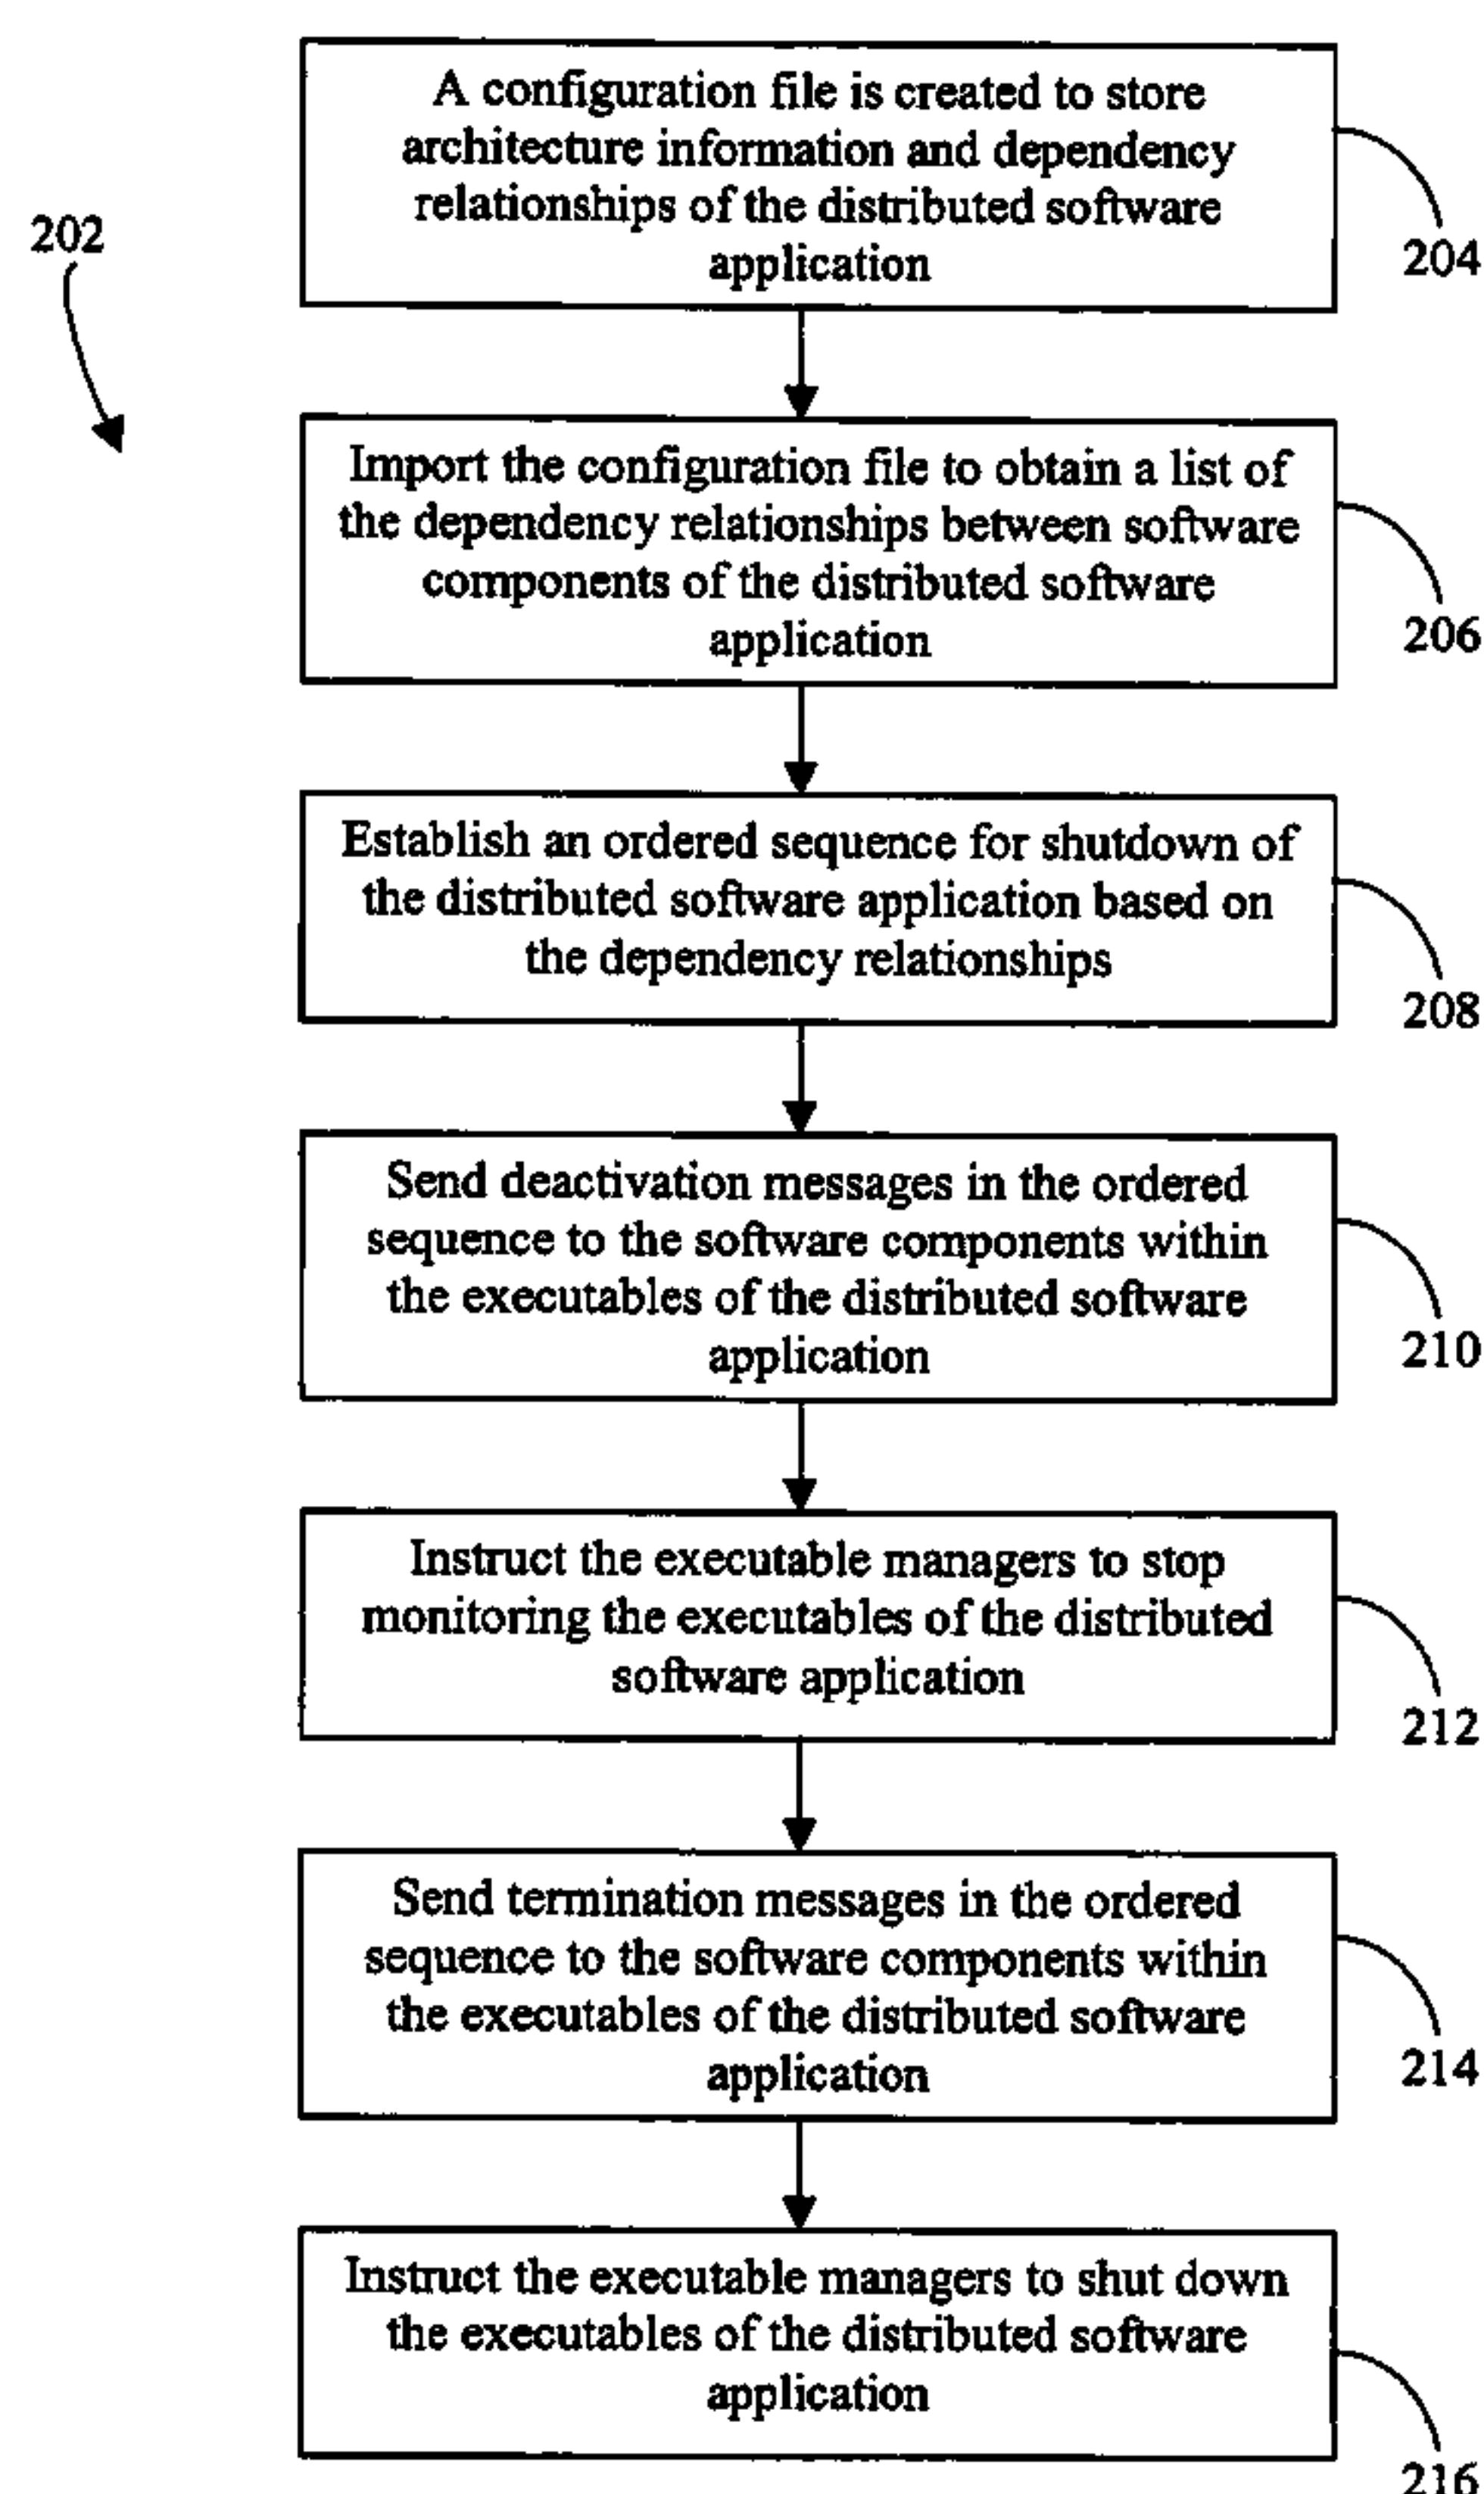 A configuration file is created to store
architecture information and dependency
relationships of the distributed software
application
202
204
Import the configuration file to obtain a list of
the dependency relationships between software
components of the distributed software
application
206
Establish an ordered sequence for shutdown of
the distributed software application based on
the dependency relationships
208
Send deactivation messages in the ordered
sequence to the software components within
the executables of the distributed software
application
210
Instruct the executable managers to stop
monitoring the executables of the distributed
software application
212
Send termination messages in the ordered
sequence to the software components within
the executables of the distributed software
application
214
Instruct the executable managers to shut down
the executables of the distributed software
application
216